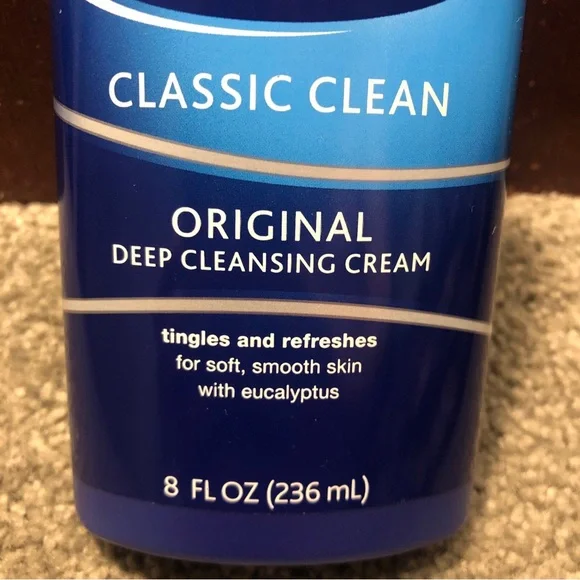 CLASSIC CLEAN
ORIGINAL
DEEP CLEANSING CREAM
tingles and refreshes
for soft, smooth skin
with eucalyptus
8 FL OZ (236 mL)